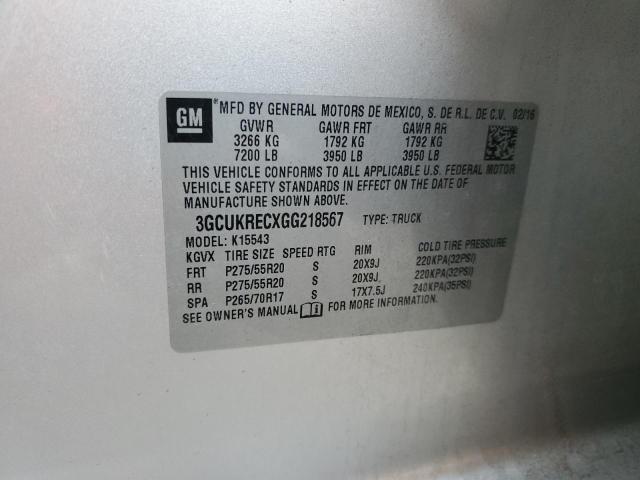 GM
MFD BY GENERAL MOTORS DE MEXICO, S. DE R.L. DE C.V. 02/16
GVWR GAWR FRT GAWR RR
3266 KG 1792 KG 1792 KG
7200 LB 3950 LB 3950 LB
THIS VEHICLE CONFORMS TO ALL APPLICABLE U.S. FEDERAL MOTOR
VEHICLE SAFETY STANDARDS IN EFFECT ON THE DATE OF
MANUFACTURE SHOWN ABOVE.
3GCUKRECXGG218567 TYPE: TRUCK
MODEL: K15543
KGVX TIRE SIZE SPEED RTG RIM COLD TIRE PRESSURE
FRT P275/55R20 S 20X9J 220KPA(32PSI)
RR P275/55R20 S 20X9J 220KPA(32PSI)
SPA P265/70R17 S 17X7.5J 240KPA(35PSI)
SEE OWNER'S MANUAL FOR MORE INFORMATION.